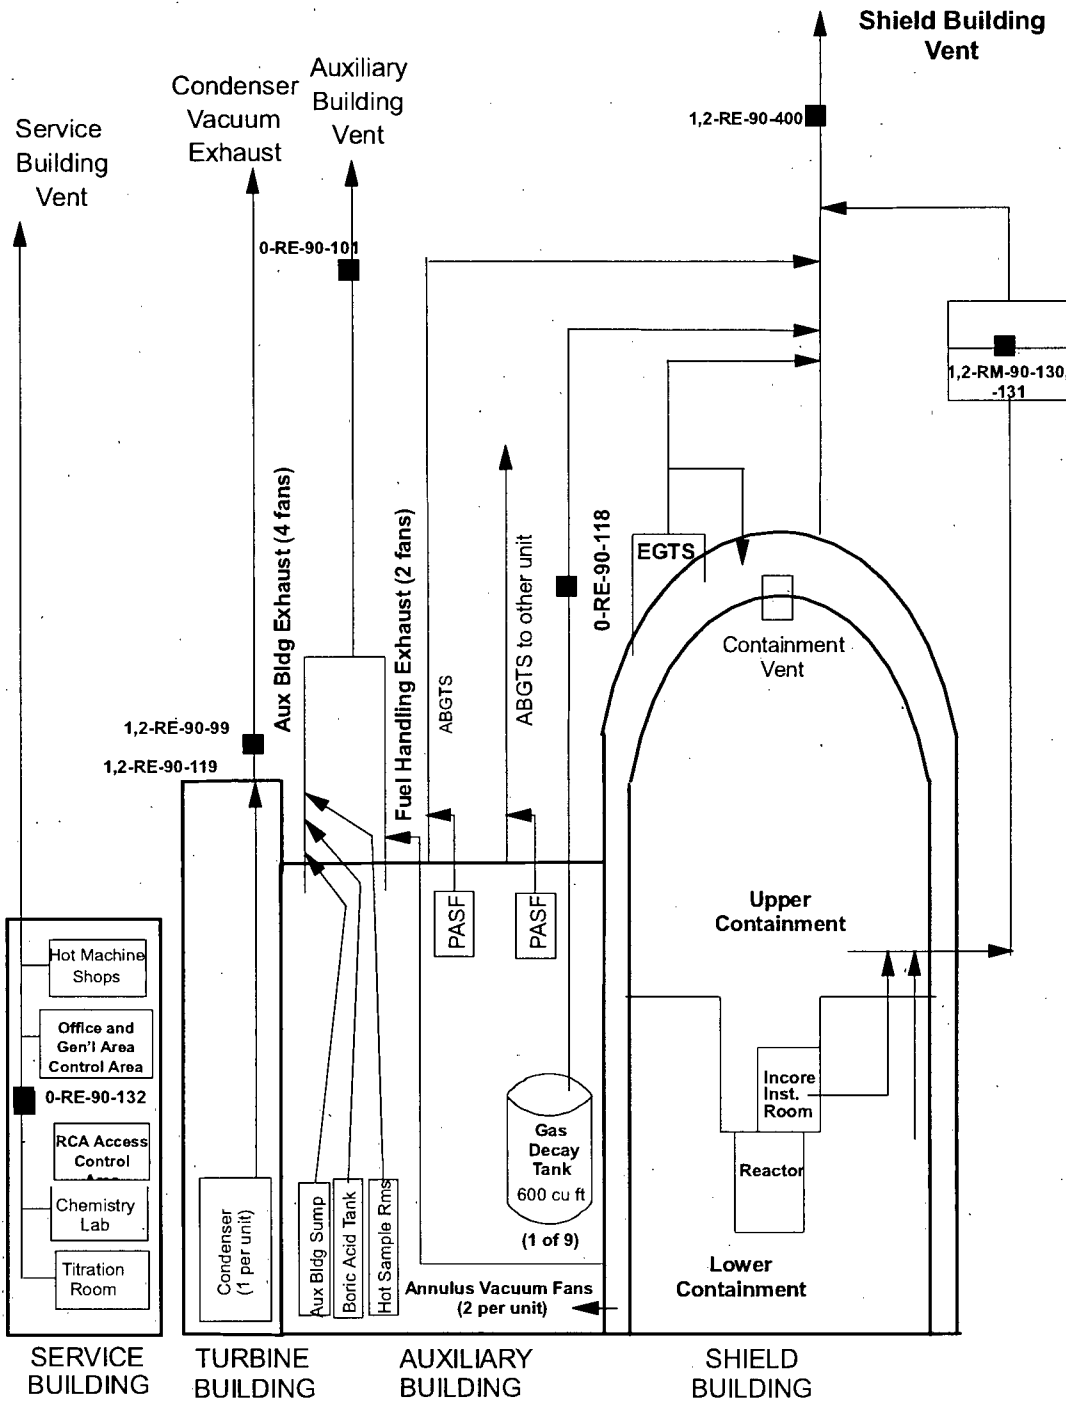 Shield Building
Vent
Auxiliary
Building
Vent
Condenser
Vacuum
Exhaust
Service
Building
Vent
1,2-RE-90-400
0-RE-90-101
1,2-RM-90-130,
-131
Aux Bldg Exhaust (4 fans)
Fuel Handling Exhaust (2 fans)
ABGTS
ABGTS to other unit
0-RE-90-118
EGTS
Containment
Vent
1,2-RE-90-99
1,2-RE-90-119
PASF
PASF
Upper
Containment
Hot Machine
Shops
Office and
Gen'l Area
Control Area
0-RE-90-132
RCA Access
Control
Area
Chemistry
Lab
Titration
Room
Condenser
(1 per unit)
Aux Bldg Sump
Boric Acid Tank
Hot Sample Rms
Gas
Decay
Tank
600 cu ft
(1 of 9)
Incore
Inst.
Room
Reactor
Lower
Containment
Annulus Vacuum Fans
(2 per unit)
SERVICE
BUILDING
TURBINE
BUILDING
AUXILIARY
BUILDING
SHIELD
BUILDING